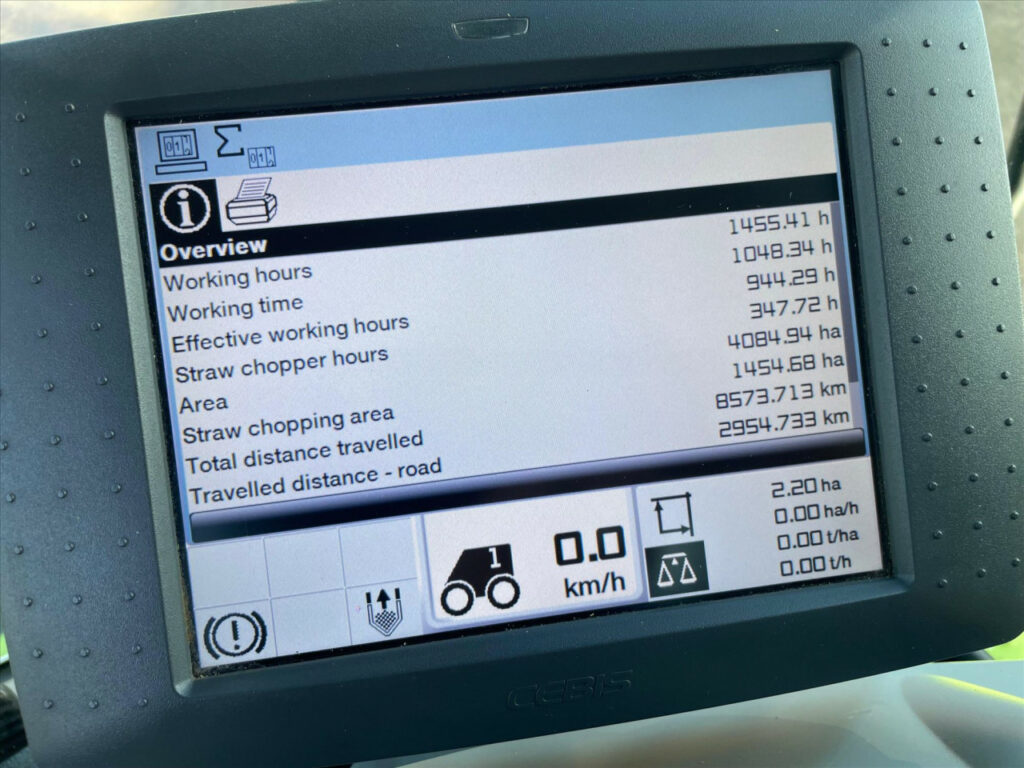 Overview
Working hours 1455.41 h
Working time 1048.34 h
Effective working hours 944.29 h
Straw chopper hours 347.72 h
Area 4084.94 ha
Straw chopping area 1454.68 ha
Total distance travelled 8573.713 km
Travelled distance - road 2954.733 km
1
0.0
km/h
2.20 ha
0.00 ha/h
0.00 t/ha
0.00 t/h
CEBIS